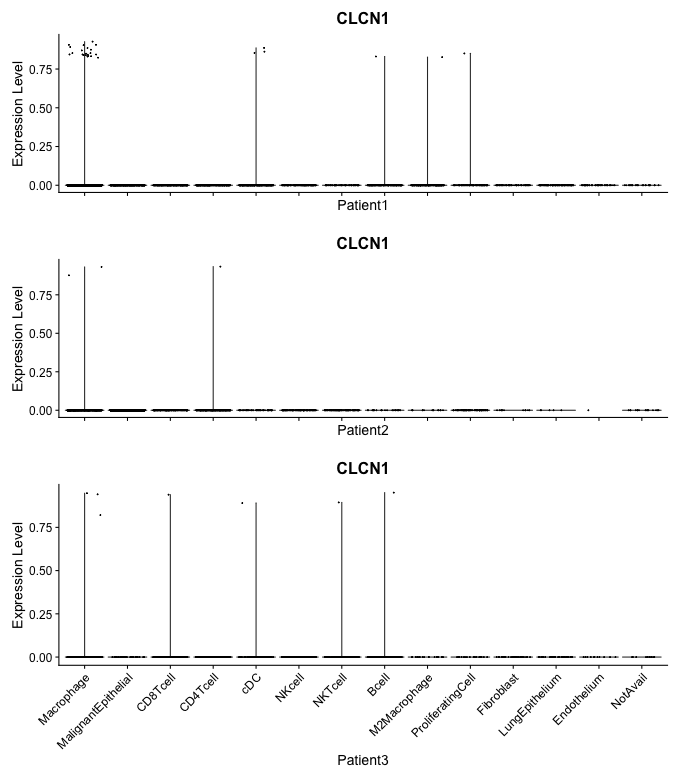 CLCN1
Expression Level
0.75
0.50
0.25
0.00
Patient1
CLCN1
Expression Level
0.75
0.50
0.25
0.00
Patient2
CLCN1
Expression Level
0.75
0.50
0.25
0.00
Macrophage
MalignantEpithelial
CD8Tcell
CD4Tcell
cDC
NKcell
NKTcell
Bcell
M2Macrophage
ProliferatingCell
Fibroblast
LungEpithelium
Endothelium
NotAvail
Patient3